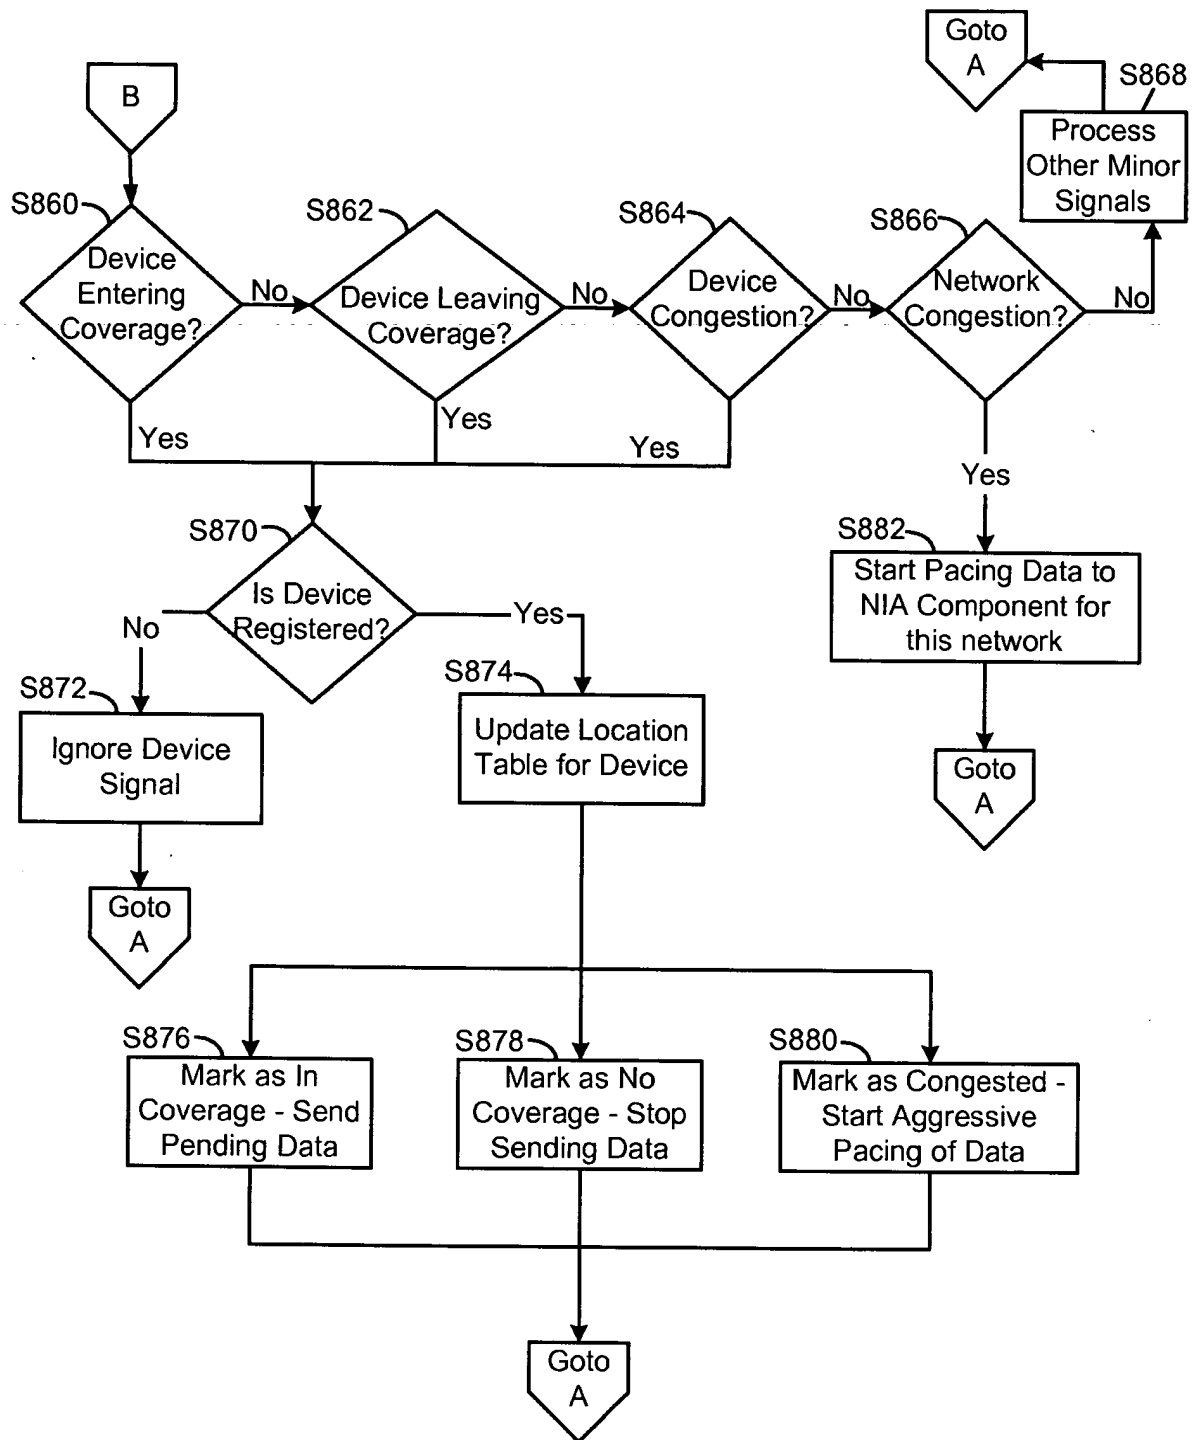 Goto
A
S868
B
Process
Other Minor
Signals
S860
S862
S864
S866
Device
Entering
Coverage?
No
Device Leaving
Coverage?
No
Device
Congestion?
No
Network
Congestion?
No
Yes
Yes
Yes
Yes
S870
Is Device
Registered?
No
Yes
S882
Start Pacing Data to
NIA Component for
this network
S872
Ignore Device
Signal
S874
Update Location
Table for Device
Goto
A
Goto
A
S876
Mark as In
Coverage - Send
Pending Data
S878
Mark as No
Coverage - Stop
Sending Data
S880
Mark as Congested -
Start Aggressive
Pacing of Data
Goto
A